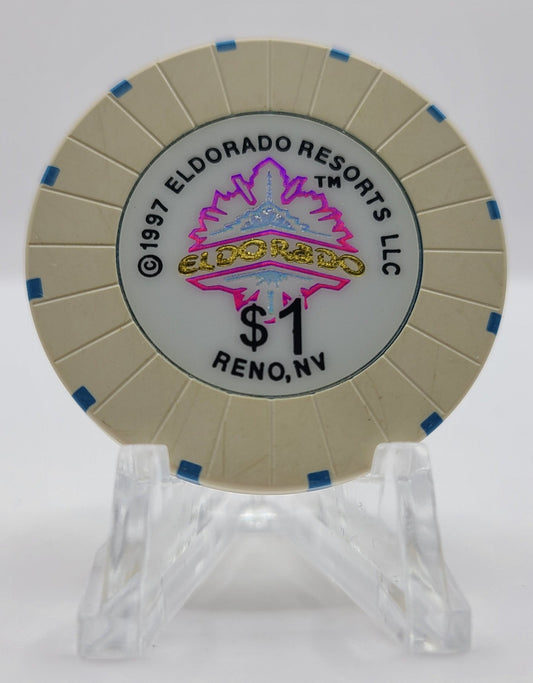 ©1997 ELDORADO RESORTS LLC
TM
ELDORADO
$1
RENO, NV